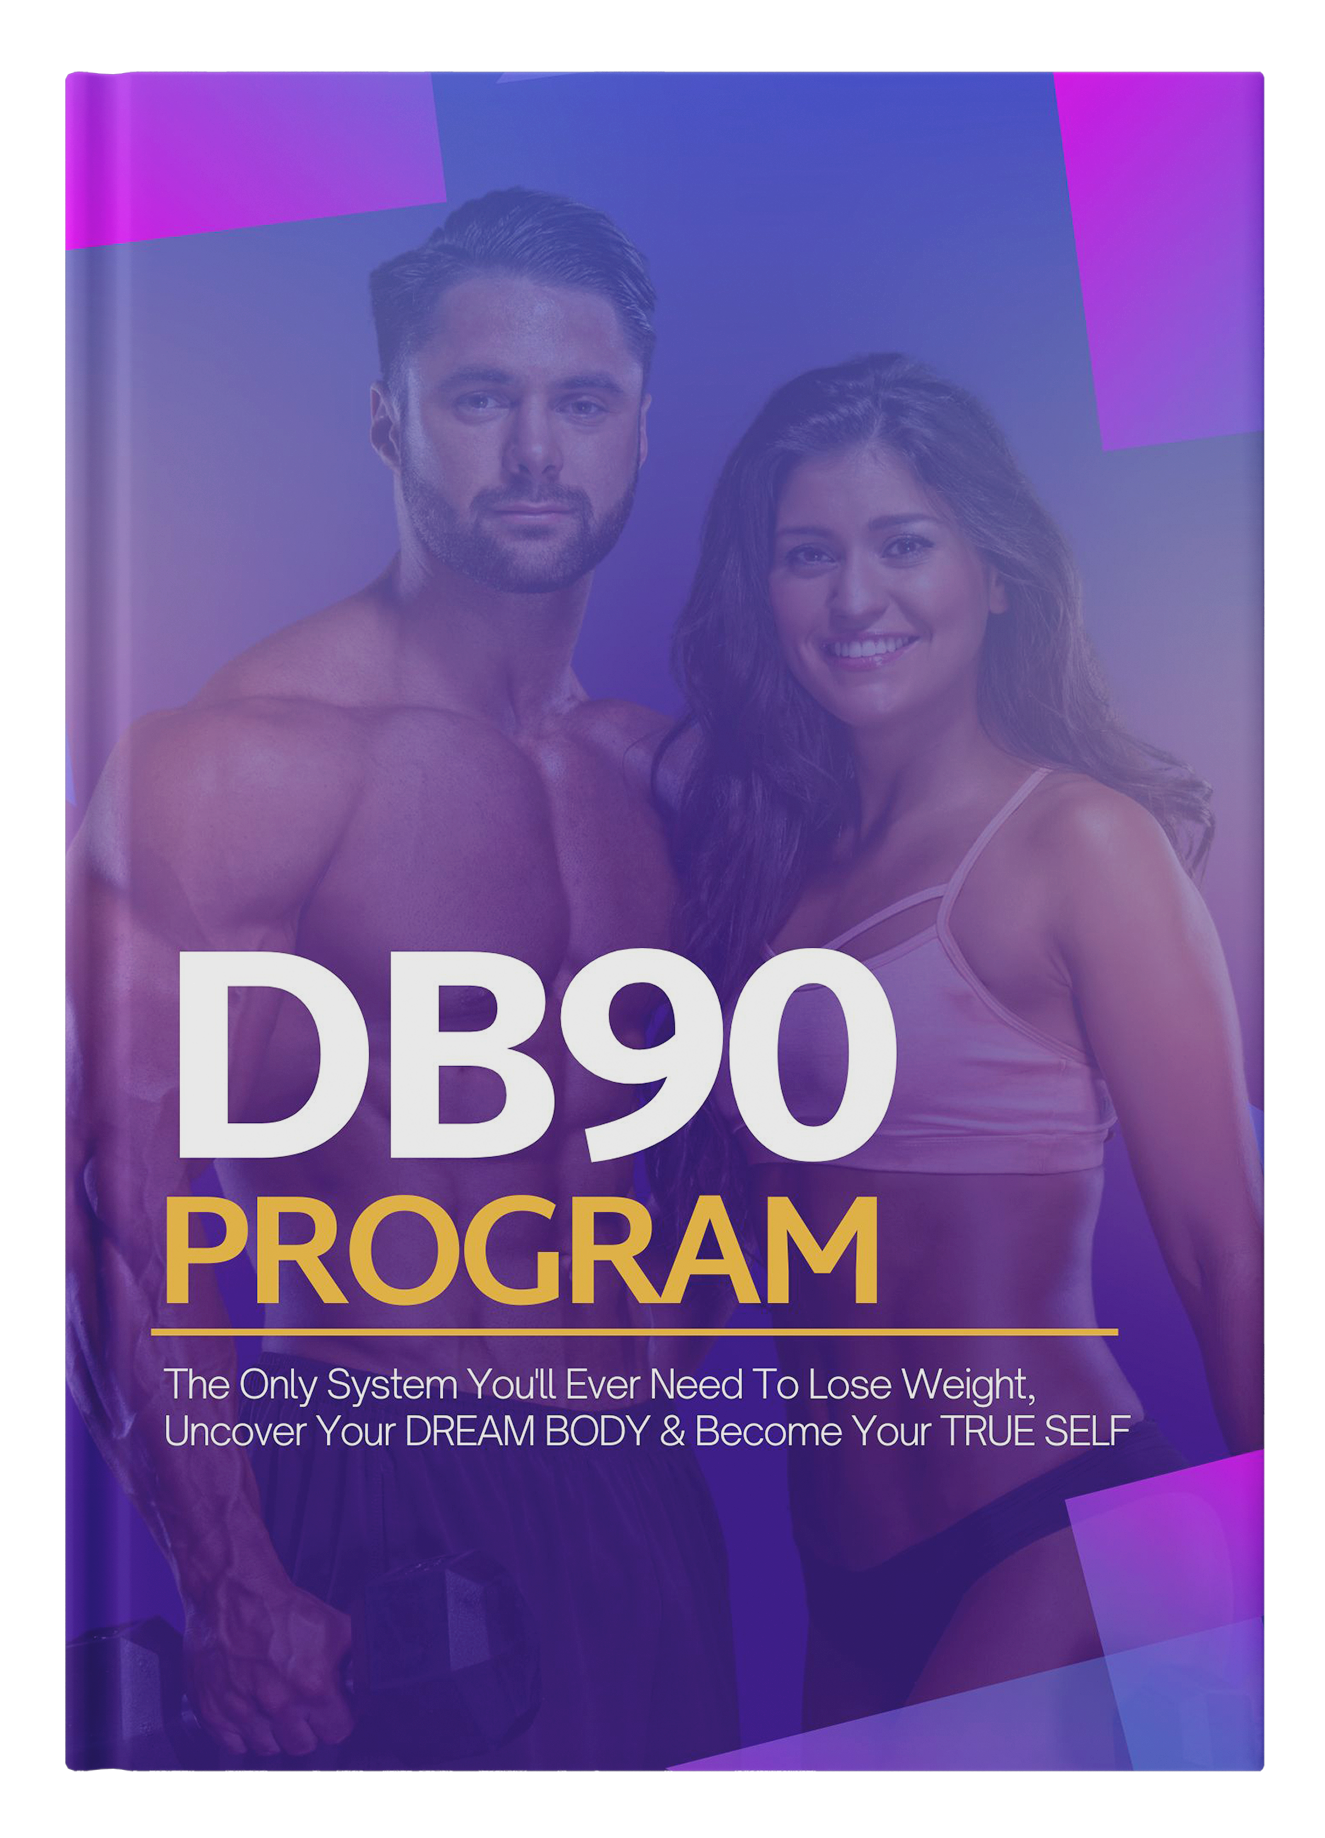 DB90
PROGRAM
The Only System You'll Ever Need To Lose Weight,
Uncover Your DREAM BODY & Become Your TRUE SELF